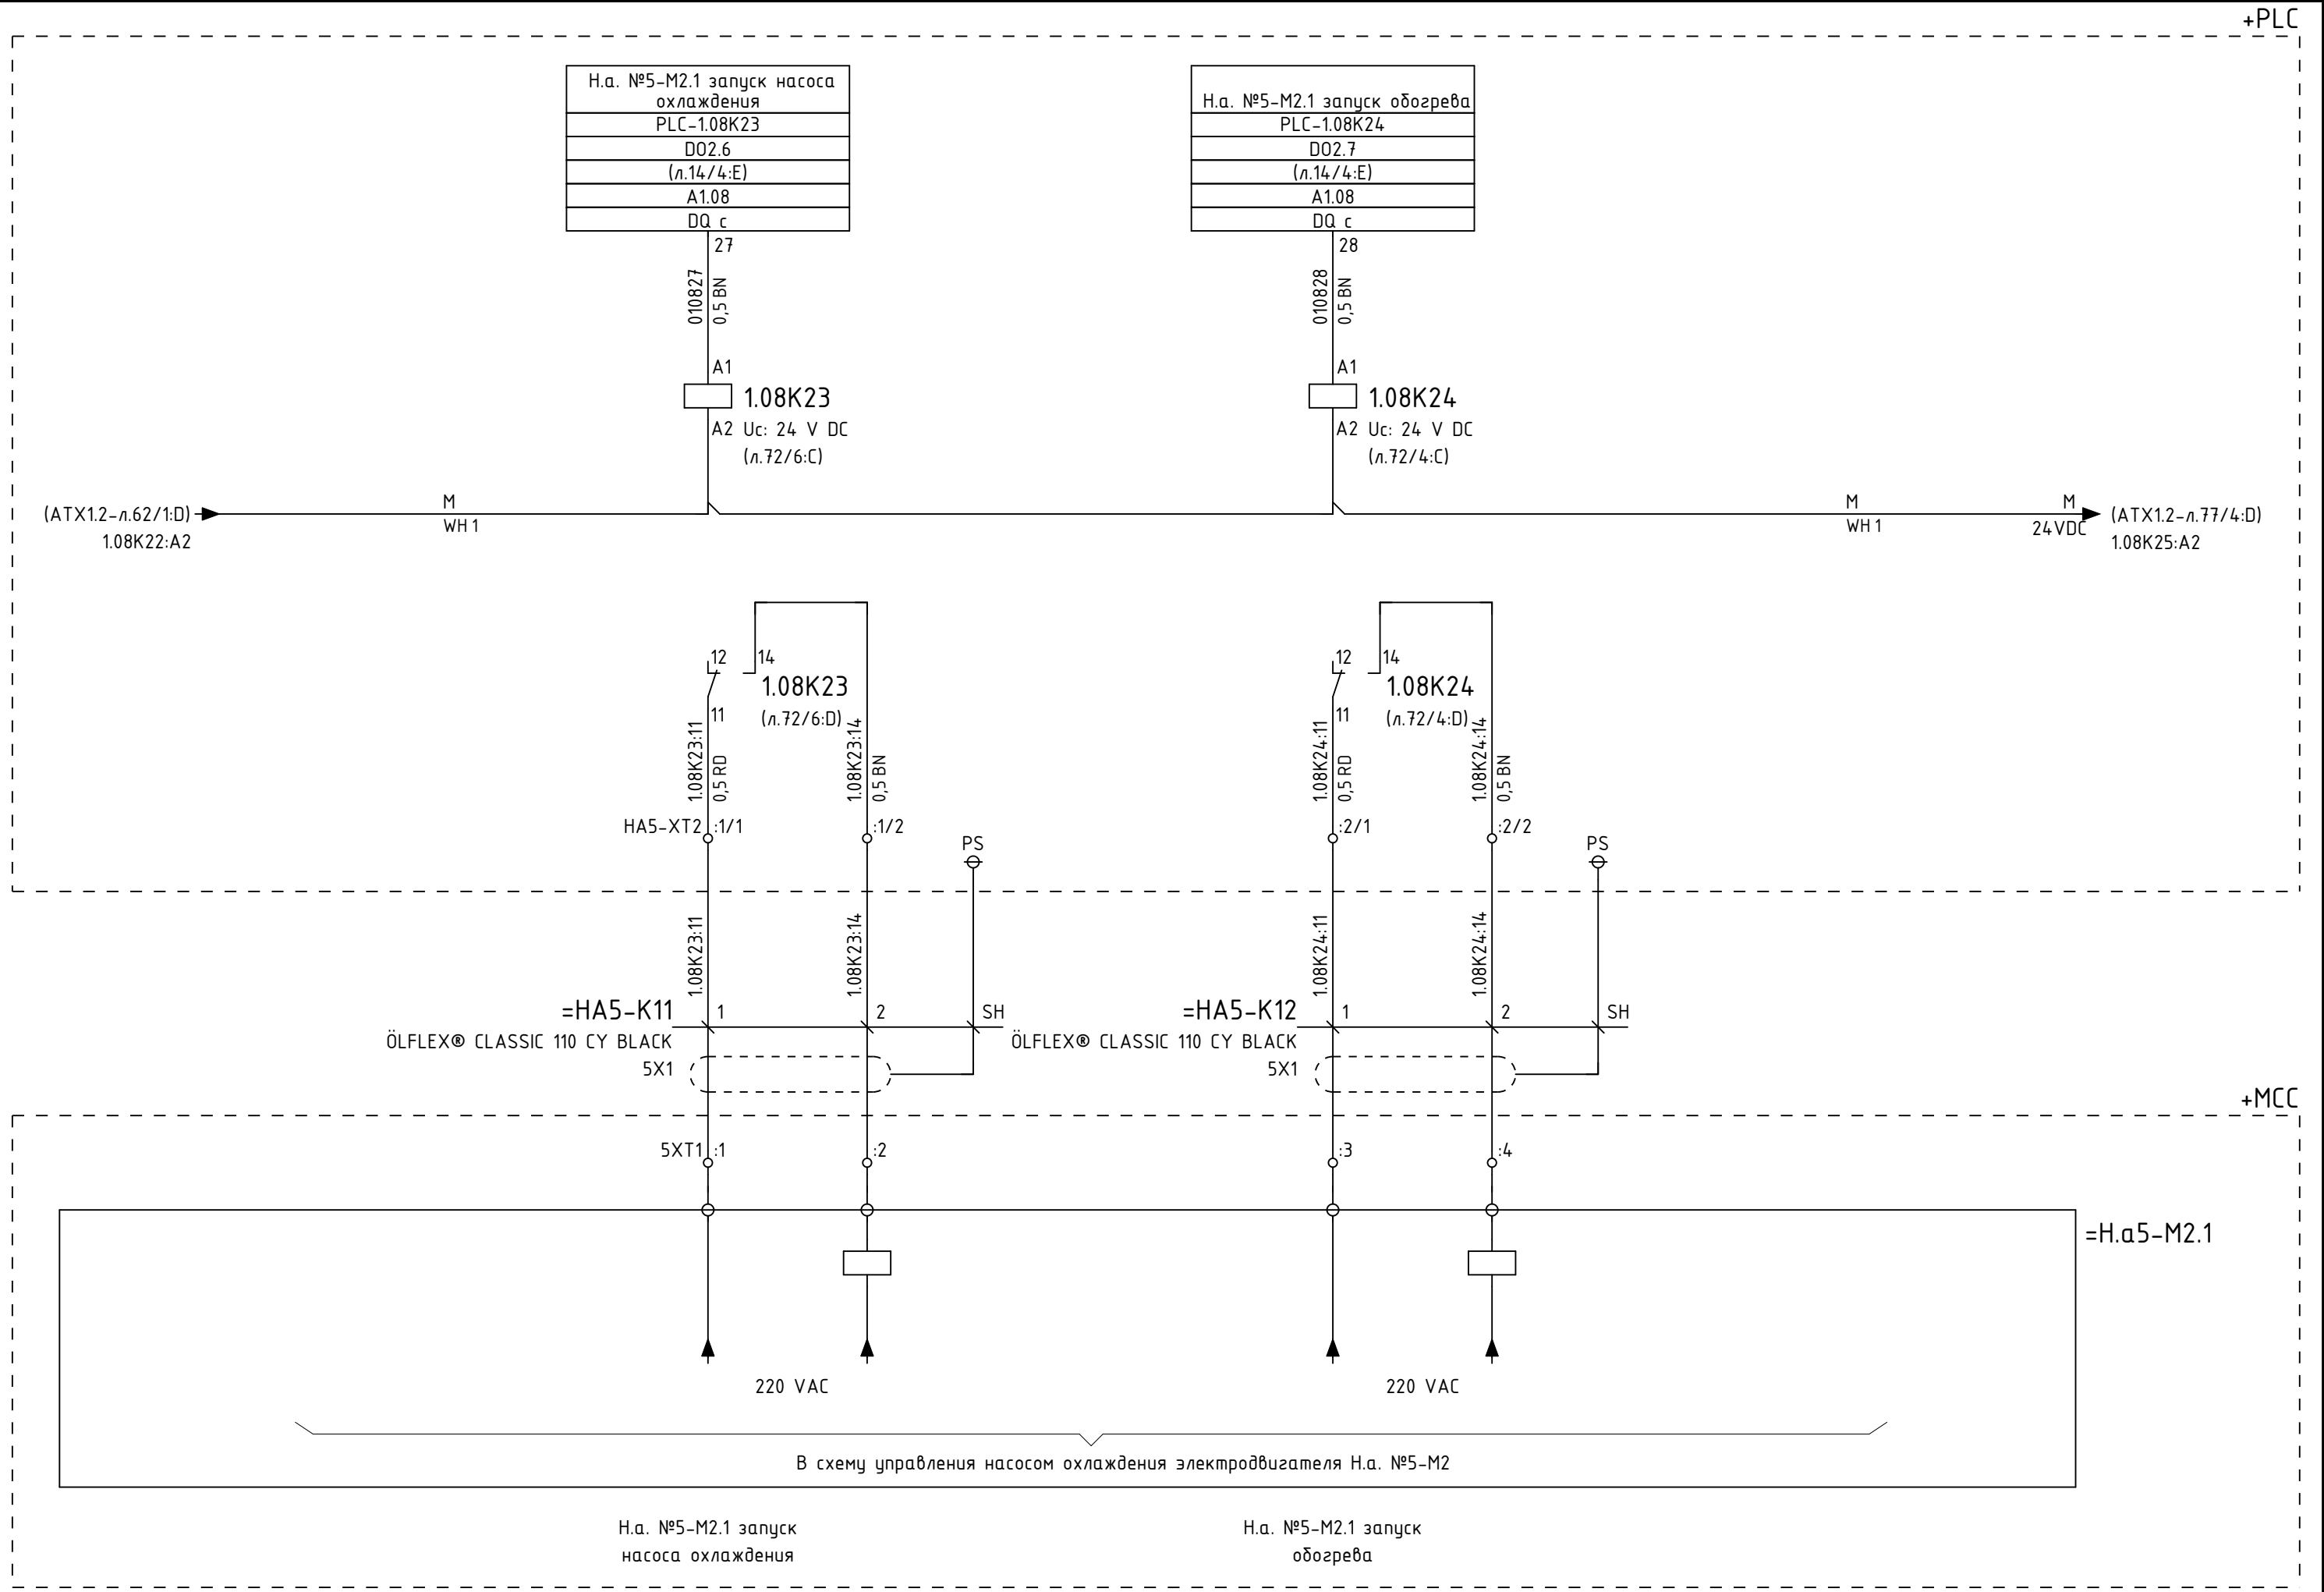 +PLC
Н.а. №5-М2.1 запуск насоса
охлаждения
PLC-1.08K23
DO2.6
(л.14/4:E)
A1.08
DQ c
27
010827
0,5 BN
A1
1.08K23
A2 Uc: 24 V DC
(л.72/6:C)
Н.а. №5-М2.1 запуск обогрева
PLC-1.08K24
DO2.7
(л.14/4:E)
A1.08
DQ c
28
010828
0,5 BN
A1
1.08K24
A2 Uc: 24 V DC
(л.72/4:C)
(ATX1.2-л.62/1:D)
1.08K22:A2
M
WH 1
M
WH 1
M
24VDC
(ATX1.2-л.77/4:D)
1.08K25:A2
12
14
1.08K23
(л.72/6:D)
11
1.08K23:11
0,5 RD
1.08K23:14
0,5 BN
HA5-XT2 :1/1
:1/2
PS
12
14
1.08K24
(л.72/4:D)
11
1.08K24:11
0,5 RD
1.08K24:14
0,5 BN
:2/1
:2/2
PS
1.08K23:11
1.08K23:14
=HA5-K11
1
2
SH
ÖLFLEX® CLASSIC 110 CY BLACK
5X1
1.08K24:11
1.08K24:14
=HA5-K12
1
2
SH
ÖLFLEX® CLASSIC 110 CY BLACK
5X1
+MCC
5XT1 :1
:2
:3
:4
=Н.а5-М2.1
220 VAC
220 VAC
В схему управления насосом охлаждения электродвигателя Н.а. №5-М2
Н.а. №5-М2.1 запуск
насоса охлаждения
Н.а. №5-М2.1 запуск
обогрева